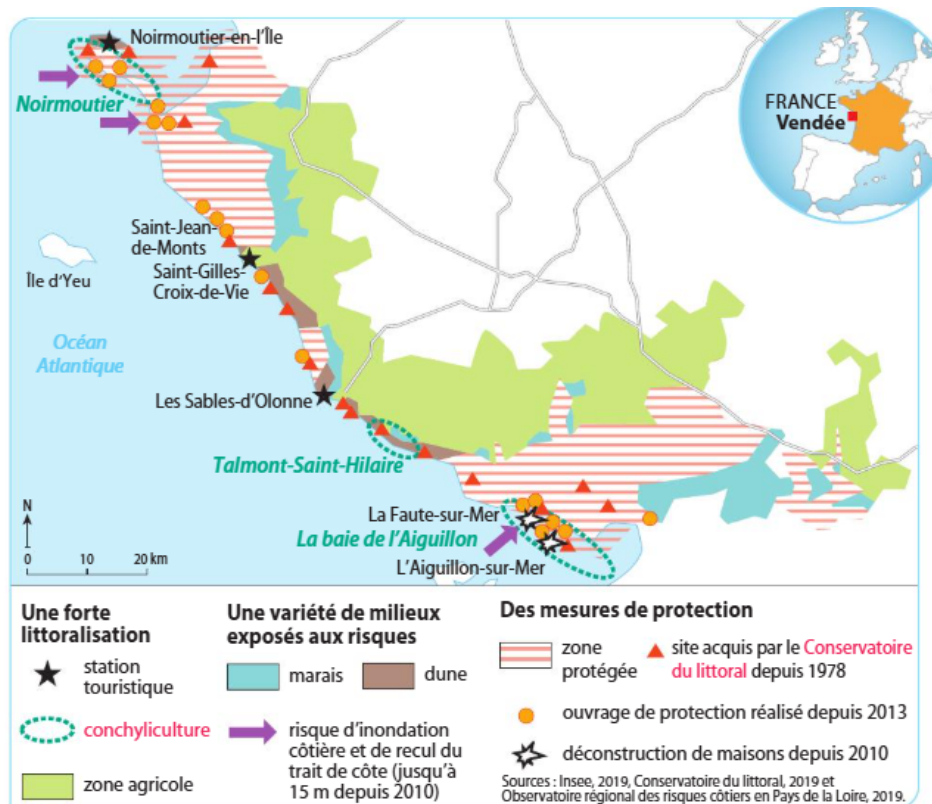 Noirmoutier-en-l'Île
Noirmoutier
FRANCE
Vendée
Saint-Jean-
de-Monts
Saint-Gilles-
Croix-de-Vie
Île d'Yeu
Océan
Atlantique
Les Sables-d'Olonne
Talmont-Saint-Hilaire
La Faute-sur-Mer
La baie de l'Aiguillon
L'Aiguillon-sur-Mer
N
0 10 20 km
Une forte
littoralisation
station
touristique
conchyliculture
zone agricole
Une variété de milieux
exposés aux risques
marais
dune
risque d'inondation
côtière et de recul du
trait de côte (jusqu'à
15 m depuis 2010)
Des mesures de protection
zone
protégée
site acquis par le Conservatoire
du littoral depuis 1978
ouvrage de protection réalisé depuis 2013
déconstruction de maisons depuis 2010
Sources : Insee, 2019, Conservatoire du littoral, 2019 et
Observatoire régional des risques côtiers en Pays de la Loire, 2019.